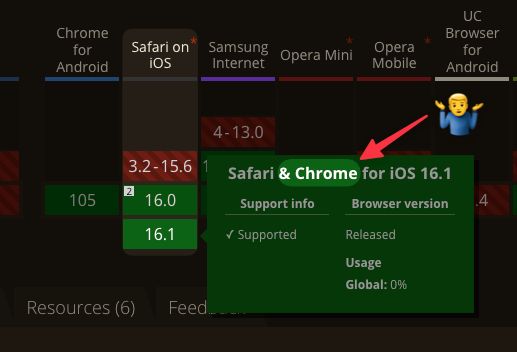 Chrome
for
Android
Safari on
iOS
*
Samsung
Internet
Opera Mini
*
Opera
Mobile
*
UC
Browser
for
Android
4-13.0
3.2-15.6
105
2
16.0
16.1
Safari & Chrome for iOS 16.1
Support info
Browser version
✓ Supported
Released
Usage
Global: 0%
.4
Resources (6)
Feedback